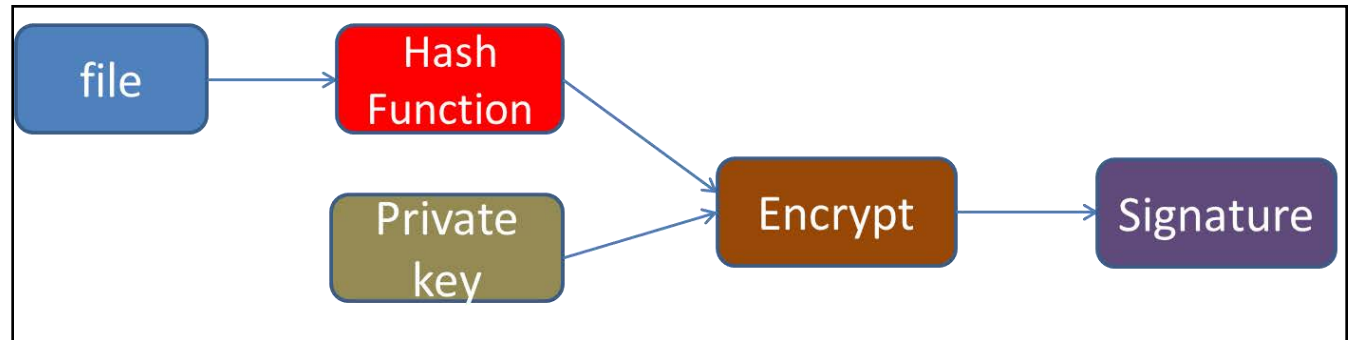 file
Hash
Function
Private
key
Encrypt
Signature